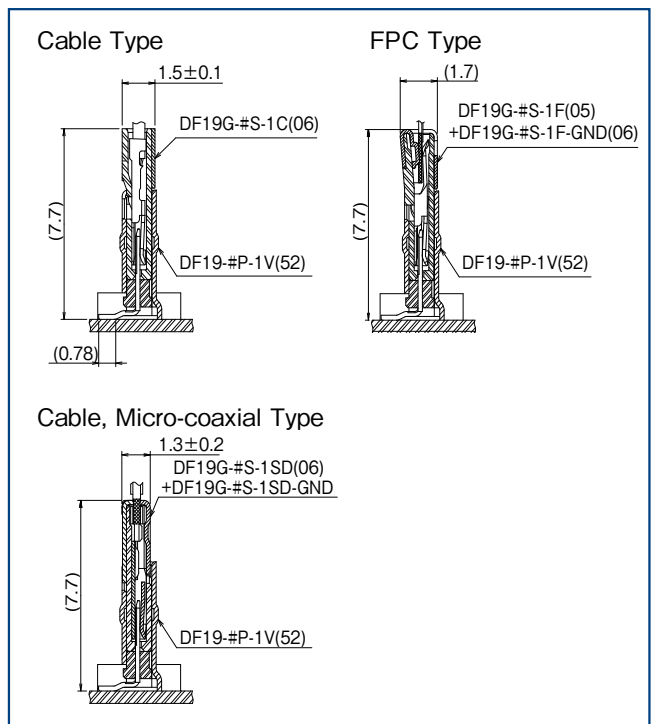 Cable Type
1.5±0.1
DF19G-#S-1C(06)
(7.7)
DF19-#P-1V(52)
(0.78)
FPC Type
(1.7)
DF19G-#S-1F(05)
+DF19G-#S-1F-GND(06)
(7.7)
DF19-#P-1V(52)
Cable, Micro-coaxial Type
1.3±0.2
DF19G-#S-1SD(06)
+DF19G-#S-1SD-GND
(7.7)
DF19-#P-1V(52)